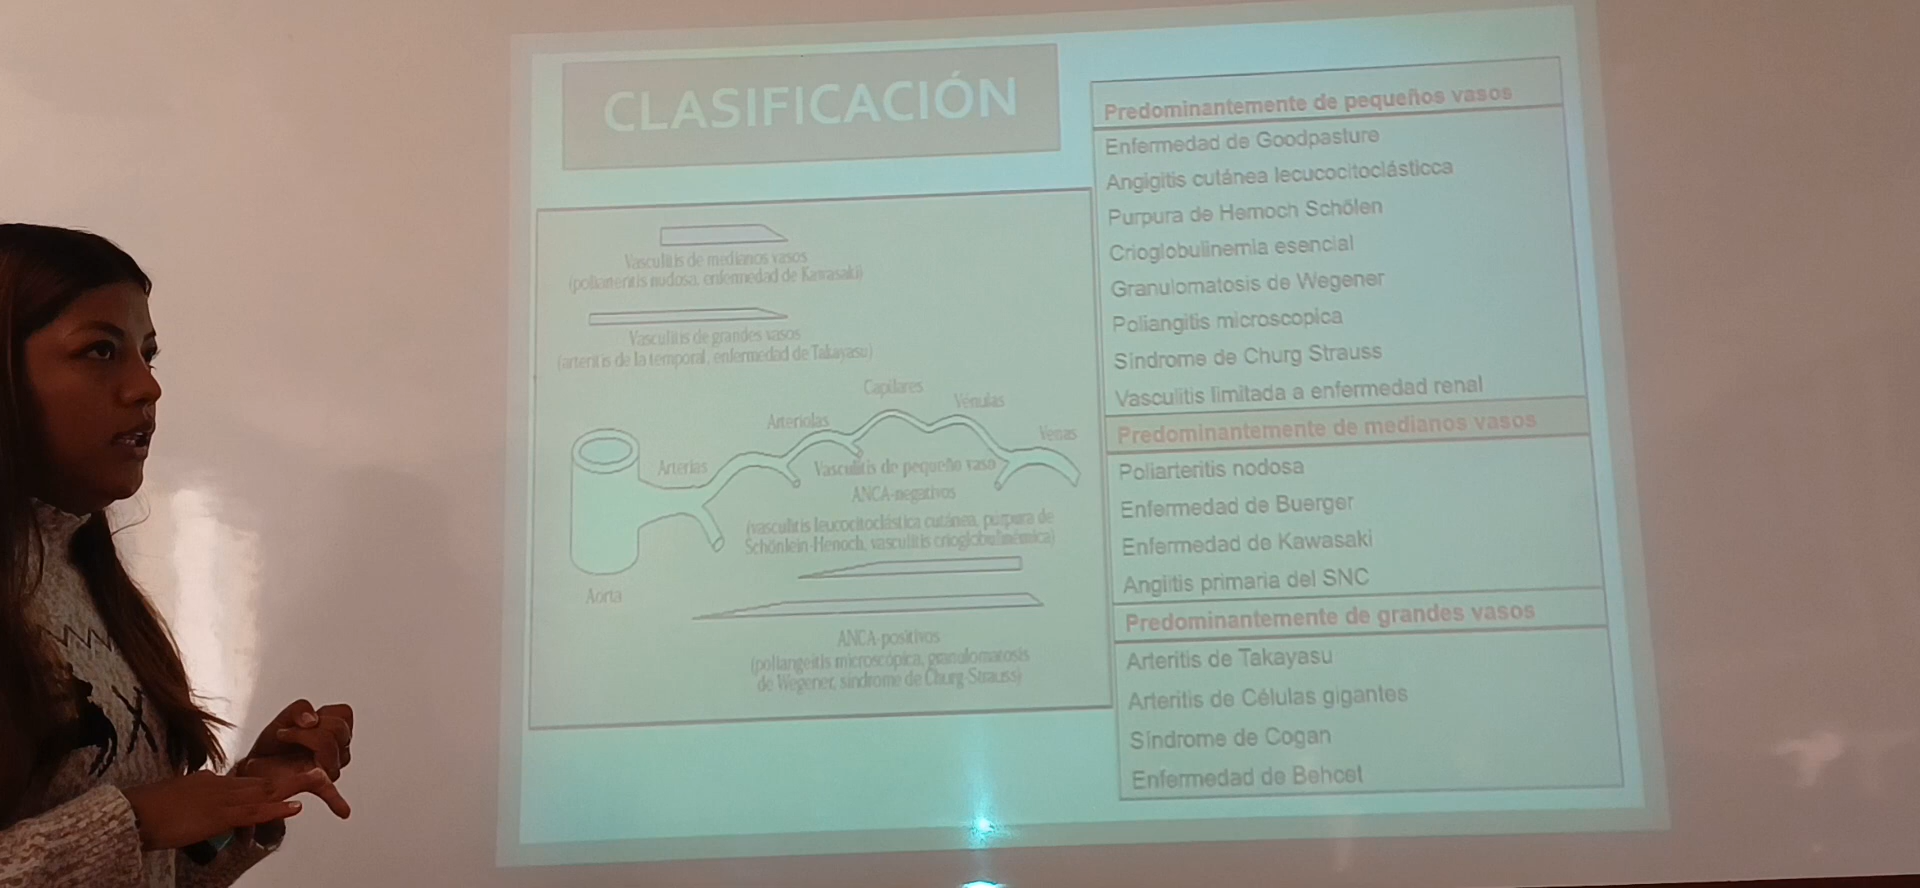 CLASIFICACIÓN
Vasculitis de medianos vasos
(poliarteritis nudosa, enfermedad de Kawasaki)
Vasculitis de grandes vasos
(arteritis de la temporal, enfermedad de Takayasu)
Capilares
Vénulas
Arteriolas
Venas
Arterias
Vasculitis de pequeño vaso
ANCA-negativos
(vasculitis leucocitoclástica cutánea, púrpura de
Schönlein-Henoch, vasculitis crioglobulinémica)
Aorta
ANCA-positivos
(poliangeitis microscópica, granulomatosis
de Wegener, síndrome de Churg-Strauss)
Predominantemente de pequeños vasos
Enfermedad de Goodpasture
Angigitis cutánea lecucocitoclásticca
Purpura de Hemoch Schölen
Crioglobulinemia esencial
Granulomatosis de Wegener
Poliangitis microscopica
Síndrome de Churg Strauss
Vasculitis limitada a enfermedad renal
Predominantemente de medianos vasos
Poliarteritis nodosa
Enfermedad de Buerger
Enfermedad de Kawasaki
Angiitis primaria del SNC
Predominantemente de grandes vasos
Arteritis de Takayasu
Arteritis de Células gigantes
Síndrome de Cogan
Enfermedad de Behcet